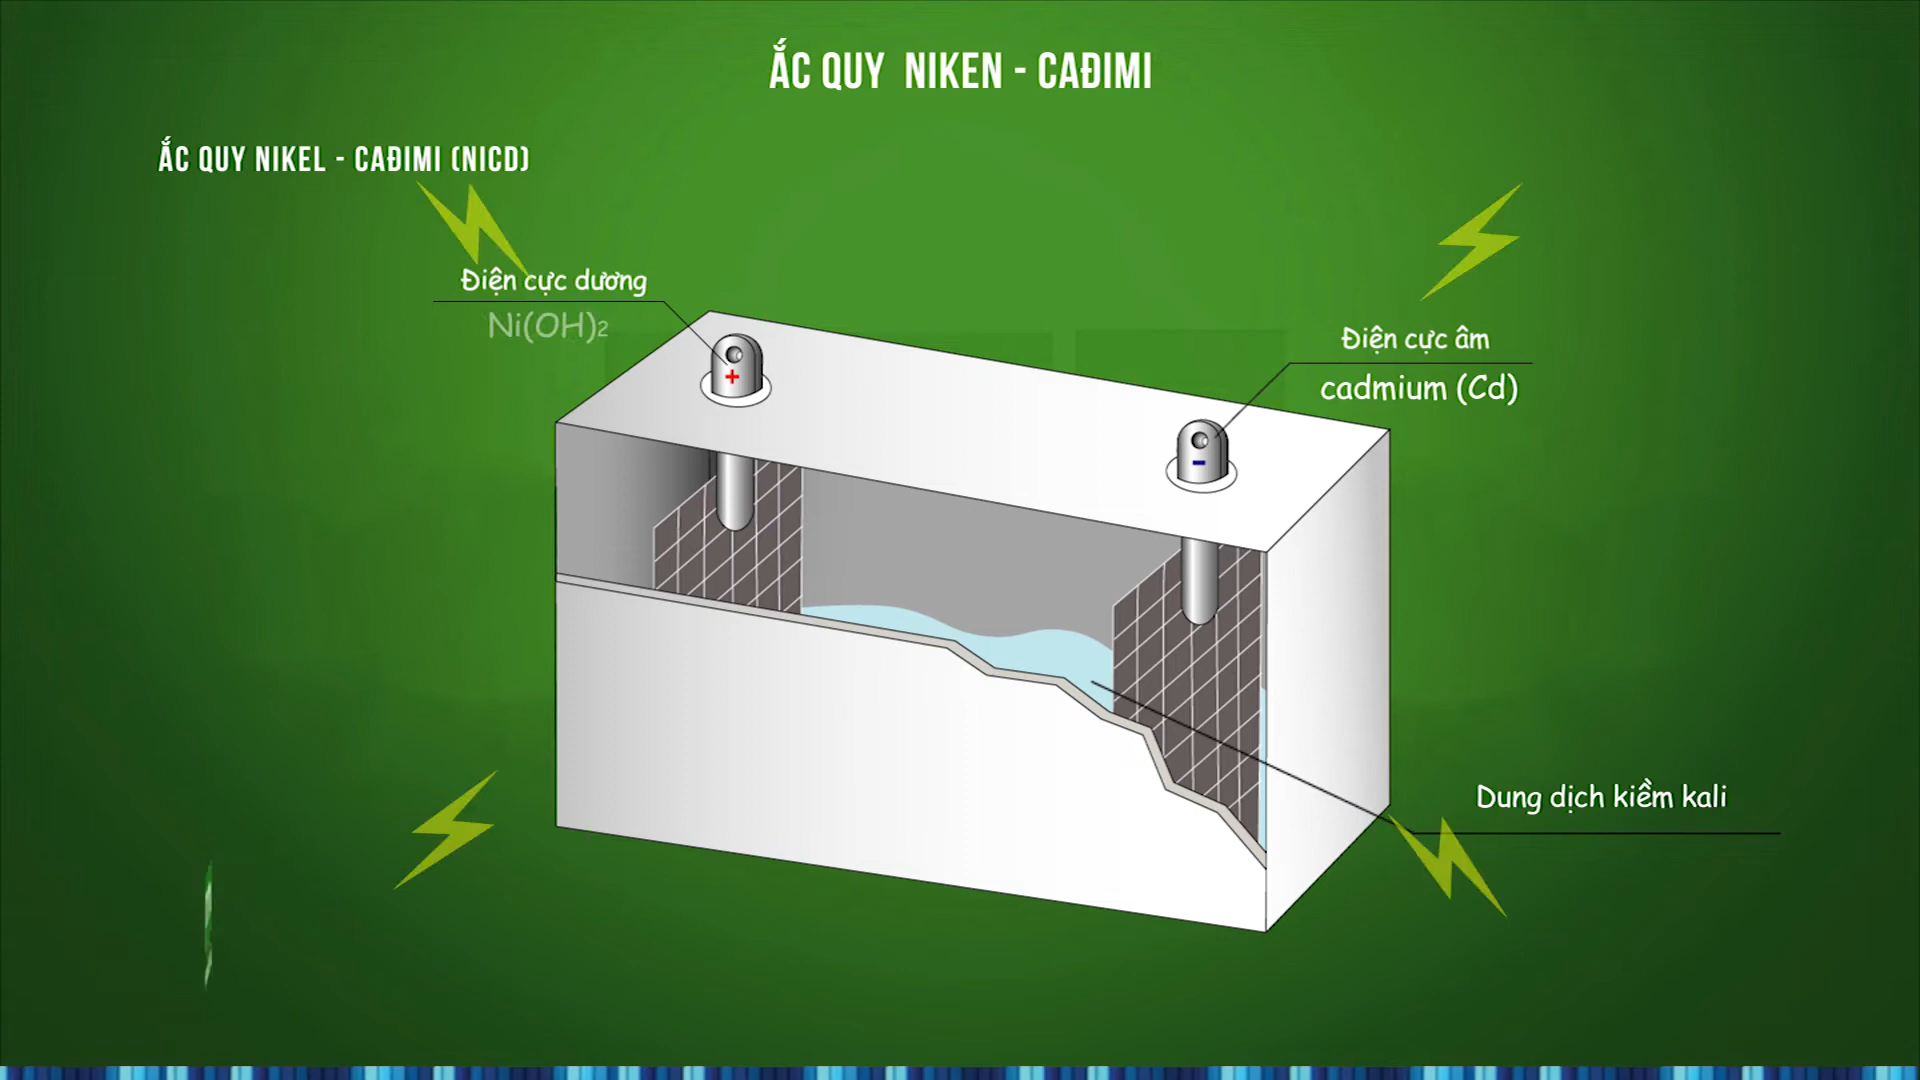 ẮC QUY NIKEN - CAĐIMI
ẮC QUY NIKEL - CAĐIMI (NICD)
Điện cực dương
Ni(OH)2
+
Điện cực âm
cadmium (Cd)
-
Dung dịch kiềm kali